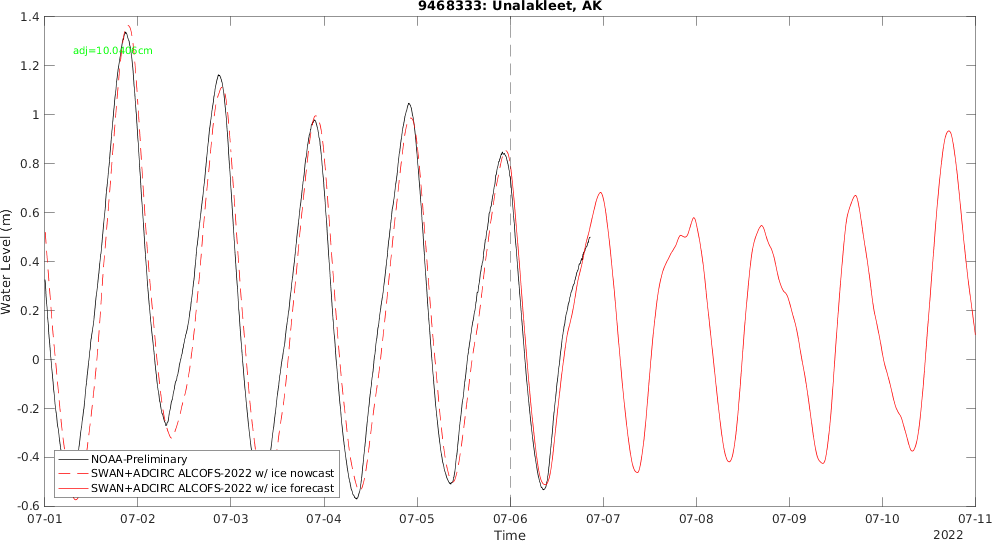 9468333: Unalakleet, AK
adj=10.0406cm
Water Level (m)
1.4
1.2
1
0.8
0.6
0.4
0.2
0
-0.2
-0.4
-0.6
NOAA-Preliminary
SWAN+ADCIRC ALCOFS-2022 w/ ice nowcast
SWAN+ADCIRC ALCOFS-2022 w/ ice forecast
07-01 07-02 07-03 07-04 07-05 07-06 07-07 07-08 07-09 07-10 07-11
Time
2022